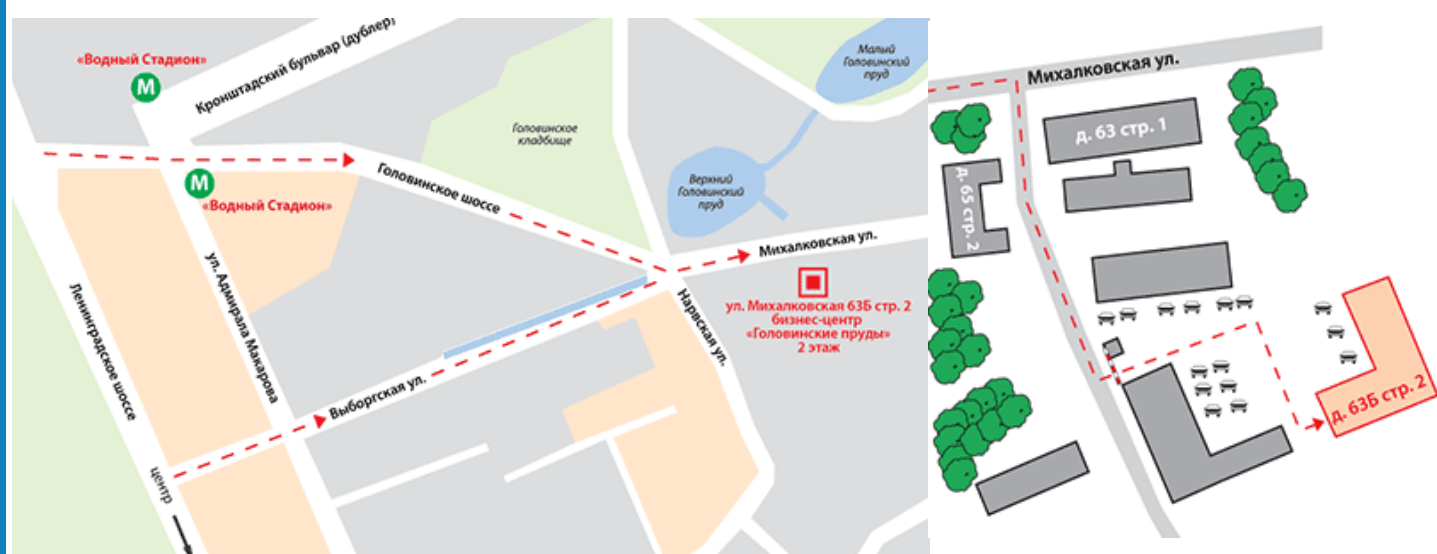 «Водный Стадион»
М
Кронштадский бульвар (дублер)
Малый
Головинский
пруд
Головинское
кладбище
Головинское шоссе
М
«Водный Стадион»
Верхний
Головинский
пруд
Михалковская ул.
ул. Адмирала Макарова
Ленинградское шоссе
Нарвская ул.
ул. Михалковская 63Б стр. 2
бизнес-центр
«Головинские пруды»
2 этаж
Выборгская ул.
центр
Михалковская ул.
д. 63 стр. 1
д. 65 стр. 2
д. 63Б стр. 2